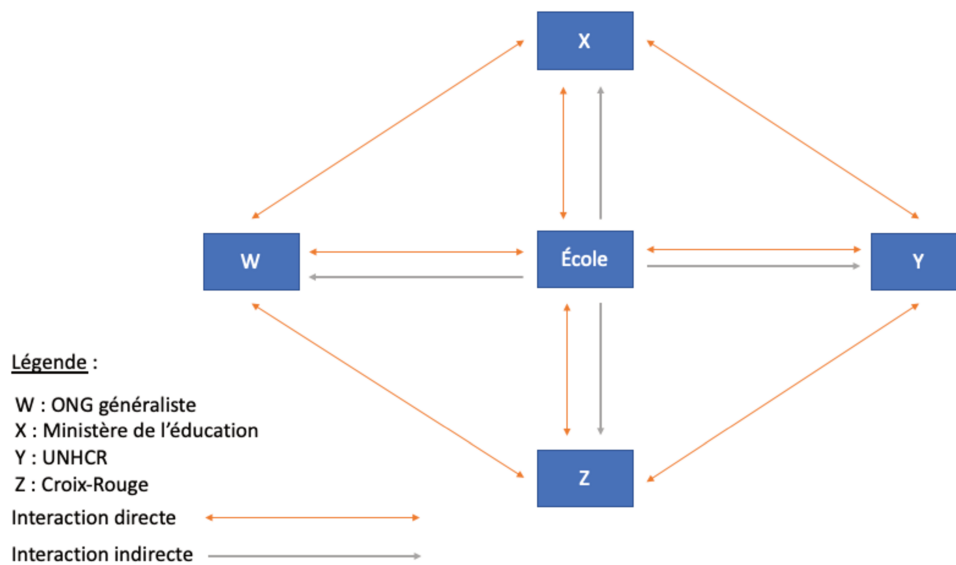 X
W
École
Y
Légende :
W : ONG généraliste
X : Ministère de l’éducation
Y : UNHCR
Z : Croix-Rouge
Z
Interaction directe
Interaction indirecte